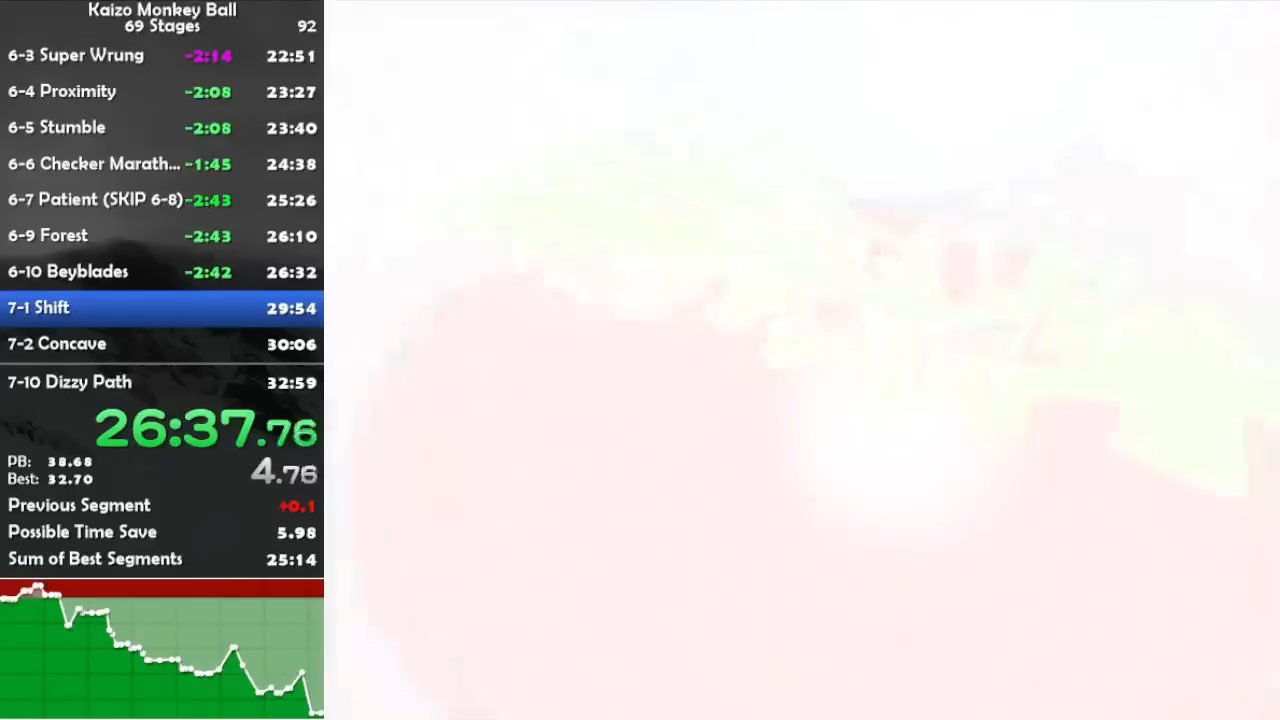 Kaizo Monkey Ball
69 Stages 92
6-3 Super Wrung -2:14 22:51
6-4 Proximity -2:08 23:27
6-5 Stumble -2:08 23:40
6-6 Checker Marath... -1:45 24:38
6-7 Patient (SKIP 6-8) -2:43 25:26
6-9 Forest -2:43 26:10
6-10 Beyblades -2:42 26:32
7-1 Shift 29:54
7-2 Concave 30:06
7-10 Dizzy Path 32:59
26:37.76
PB: 38.68 4.76
Best: 32.70
Previous Segment +0.1
Possible Time Save 5.98
Sum of Best Segments 25:14